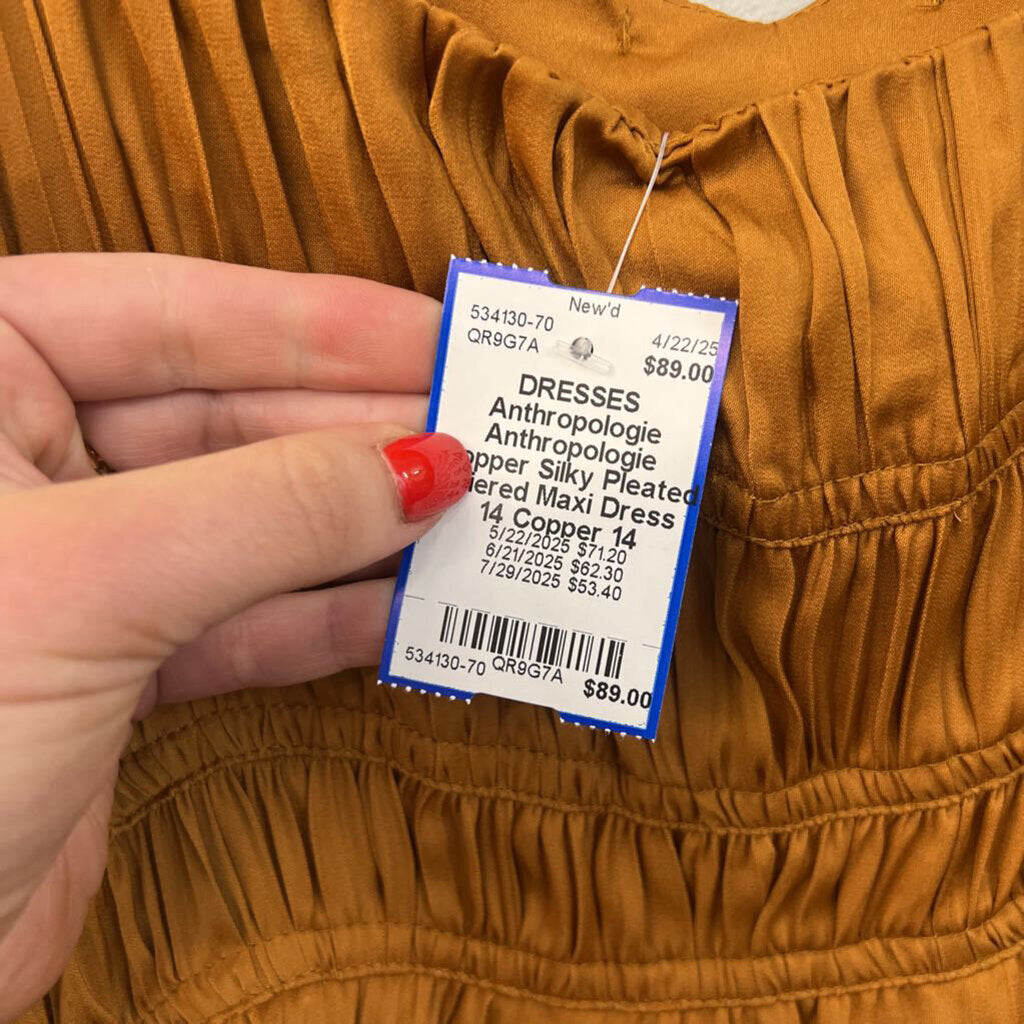 New'd
534130-70
4/22/25
QR9G7A
$89.00
DRESSES
Anthropologie
Anthropologie
opper Silky Pleated
iered Maxi Dress
14 Copper 14
5/22/2025 $71.20
6/21/2025 $62.30
7/29/2025 $53.40
534130-70 QR9G7A
$89.00